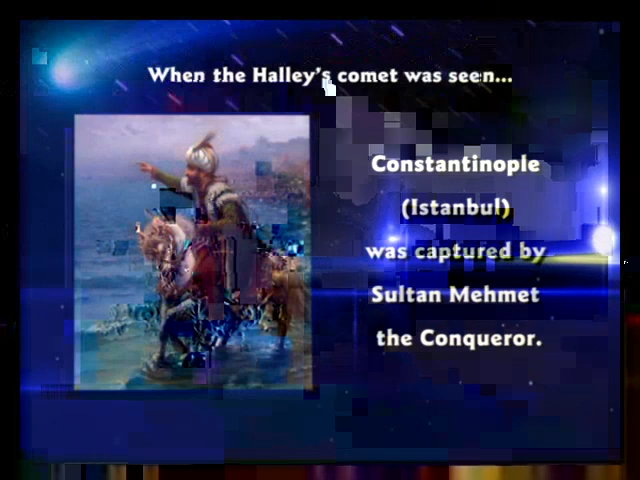 When the Halley's comet was seen...
Constantinople
(Istanbul)
was captured by
Sultan Mehmet
the Conqueror.